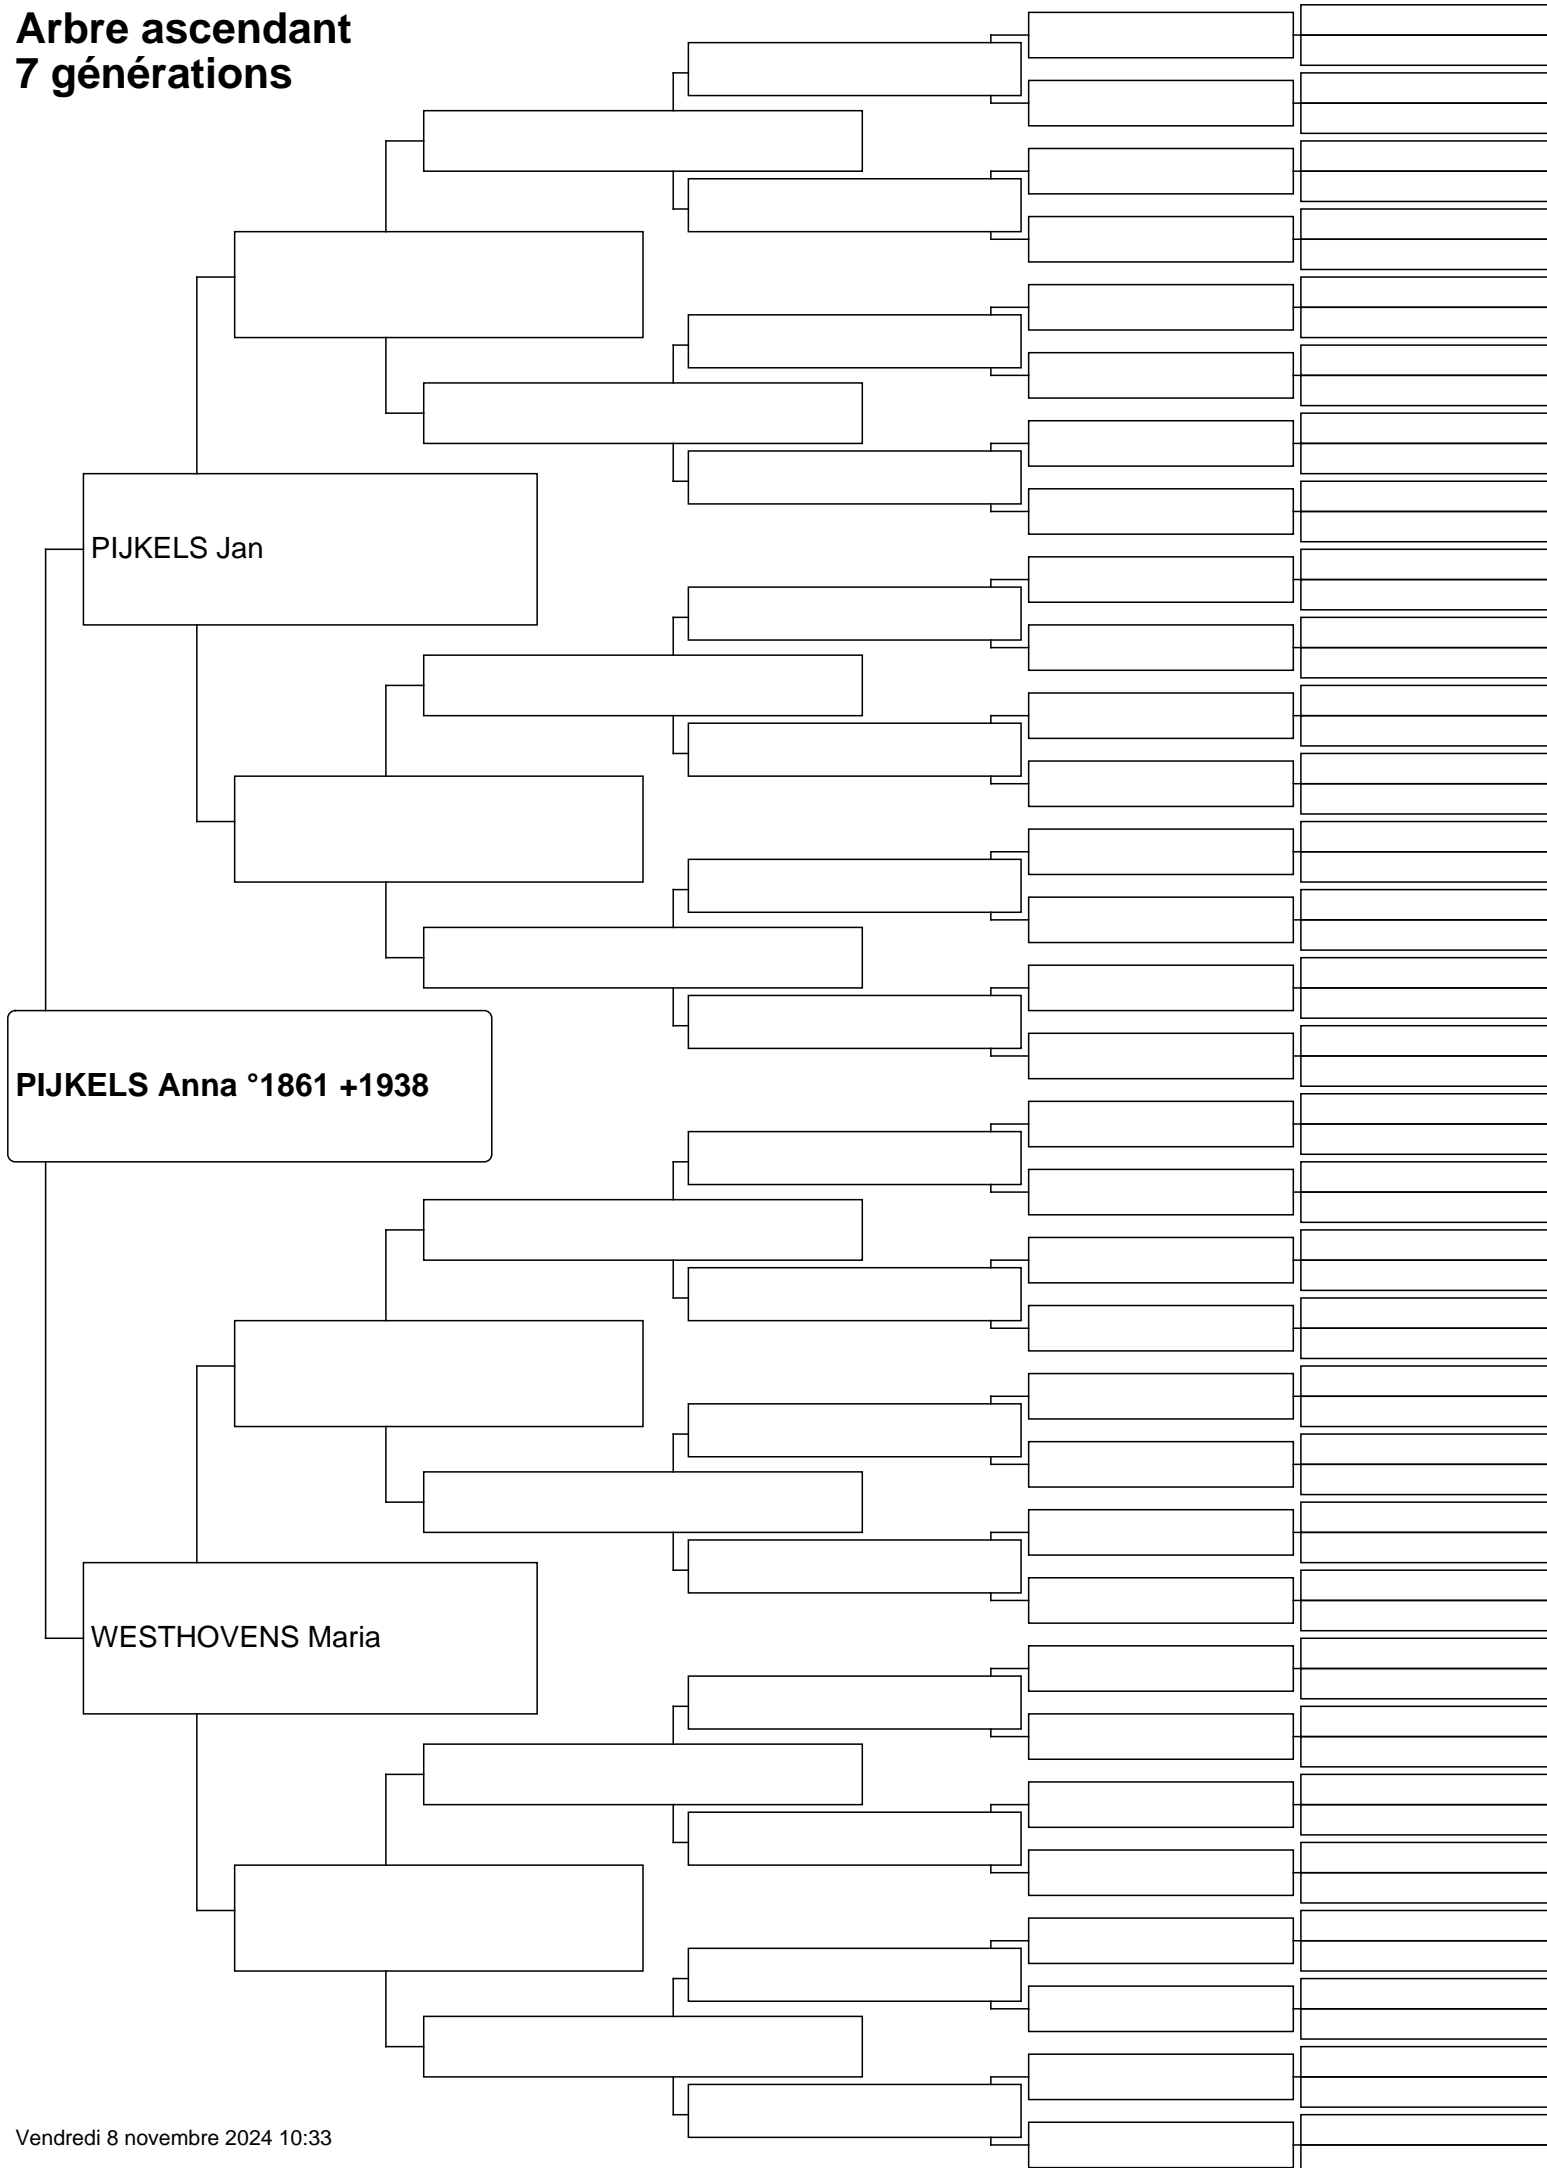 Arbre ascendant
7 générations
PIJKELS Jan
PIJKELS Anna °1861 +1938
WESTHOVENS Maria
Vendredi 8 novembre 2024 10:33